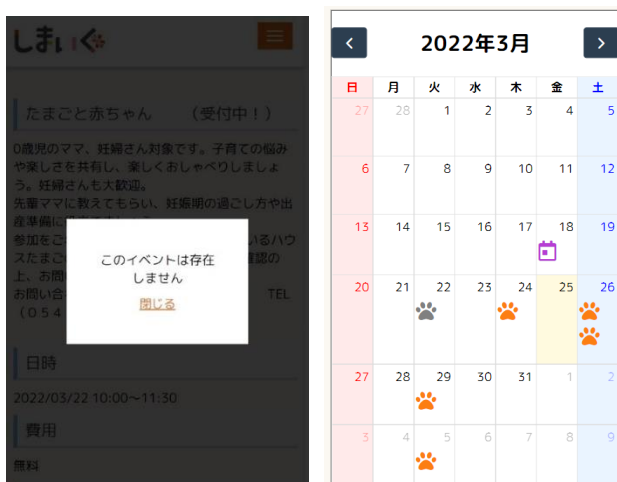 しまいく
たまごと赤ちゃん （受付中！）
0歳児のママ、妊婦さん対象です。子育ての悩み
や楽しさを共有し、楽しくおしゃべりしましょ
う。妊婦さんも大歓迎。
先輩ママに教えてもらい、妊娠期の過ごし方や出
産準備に
参加をご いるハウ
スたまご 確認の
上、お問
お問い合 TEL
（０５４
このイベントは存在
しません
閉じる
日時
2022/03/22 10:00～11:30
費用
無料
2022年3月
日 月 火 水 木 金 土
27 28 1 2 3 4 5
6 7 8 9 10 11 12
13 14 15 16 17 18 19
20 21 22 23 24 25 26
27 28 29 30 31 1 2
3 4 5 6 7 8 9